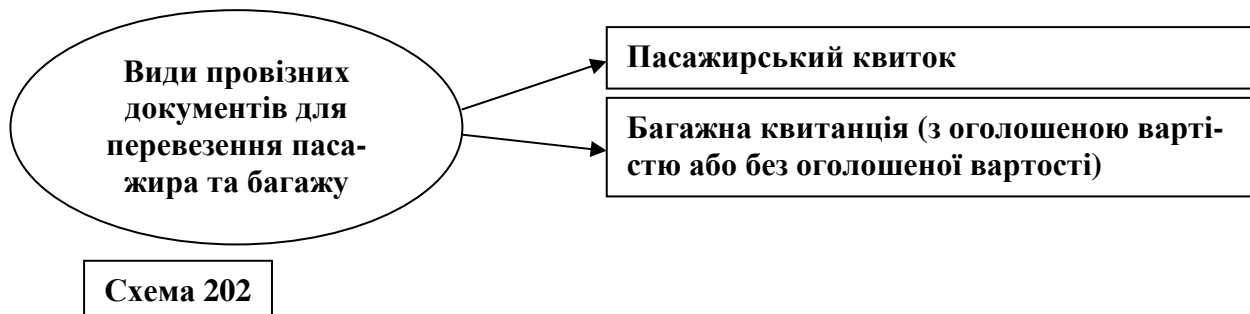 Види провізних
документів для
перевезення паса-
жира та багажу
Пасажирський квиток
Багажна квитанція (з оголошеною варті-
стю або без оголошеної вартості)
Схема 202